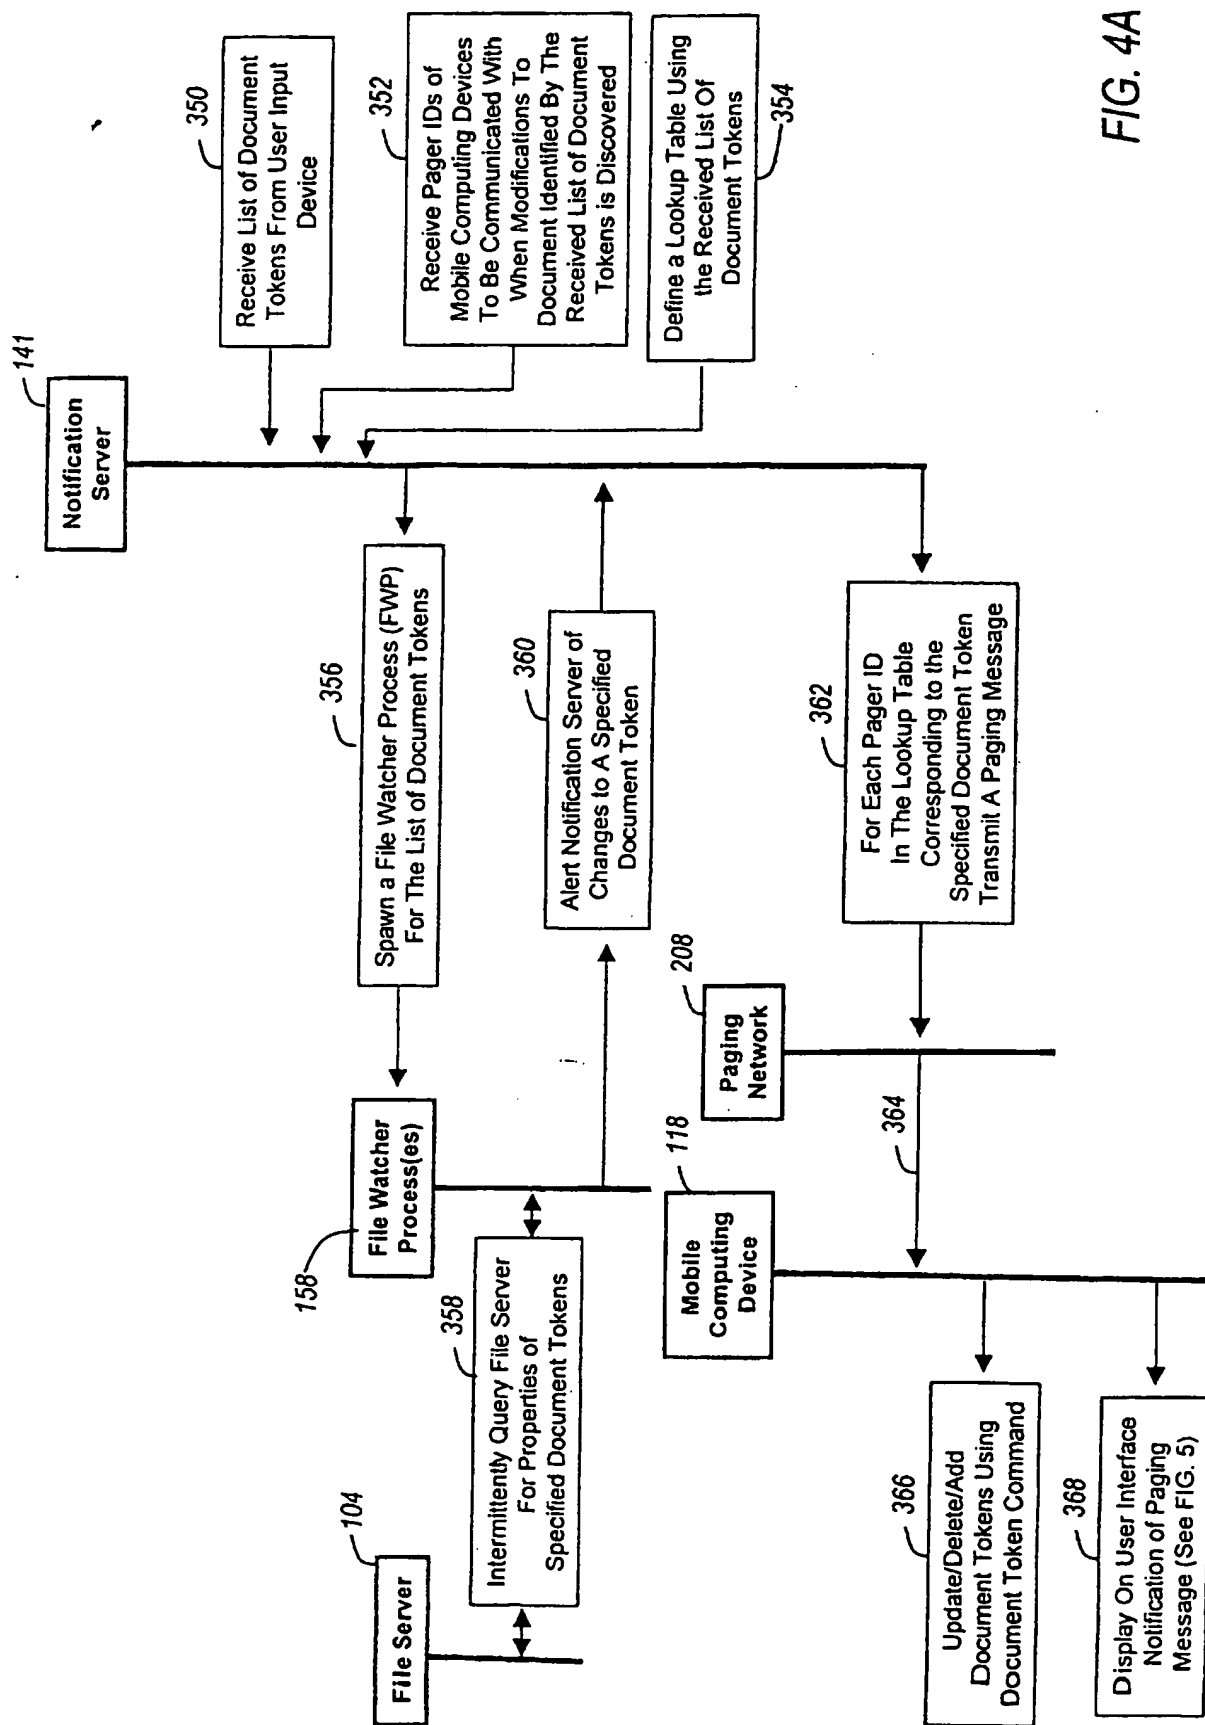 141
Notification
Server
350
Receive List of Document
Tokens From User Input
Device
352
Receive Pager IDs of
Mobile Computing Devices
To Be Communicated With
When Modifications To
Document Identified By The
Received List of Document
Tokens is Discovered
Define a Lookup Table Using
the Received List Of
Document Tokens
354
356
Spawn a File Watcher Process (FWP)
For The List of Document Tokens
158
File Watcher
Process(es)
104
File Server
358
Intermittently Query File Server
For Properties of
Specified Document Tokens
360
Alert Notification Server of
Changes to A Specified
Document Token
362
For Each Pager ID
In The Lookup Table
Corresponding to the
Specified Document Token
Transmit A Paging Message
208
Paging
Network
364
118
Mobile
Computing
Device
366
Update/Delete/Add
Document Tokens Using
Document Token Command
368
Display On User Interface
Notification of Paging
Message (See FIG. 5)
FIG. 4A